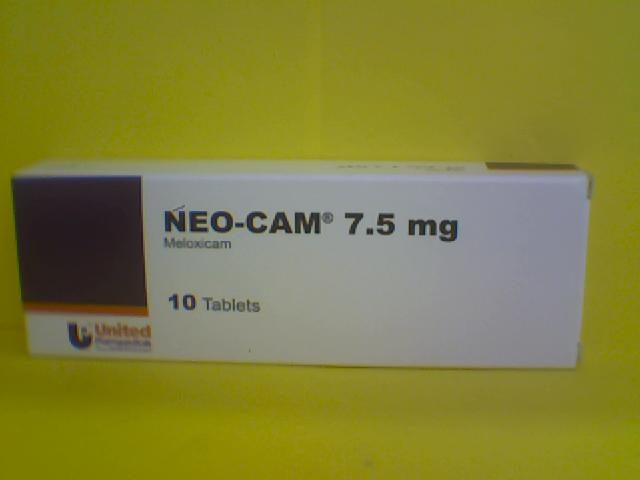 NEO-CAM® 7.5 mg
Meloxicam
10 Tablets
United